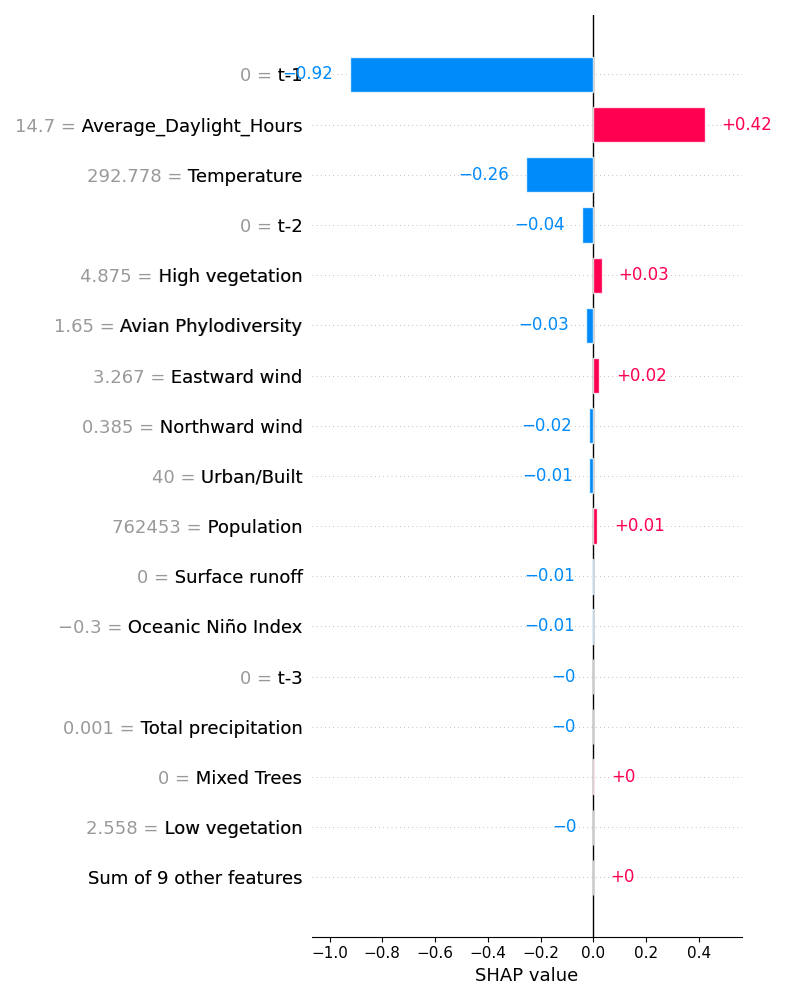 0 = t-1 −0.92
14.7 = Average_Daylight_Hours +0.42
292.778 = Temperature −0.26
0 = t-2 −0.04
4.875 = High vegetation +0.03
1.65 = Avian Phylodiversity −0.03
3.267 = Eastward wind +0.02
0.385 = Northward wind −0.02
40 = Urban/Built −0.01
762453 = Population +0.01
0 = Surface runoff −0.01
−0.3 = Oceanic Niño Index −0.01
0 = t-3 −0
0.001 = Total precipitation −0
0 = Mixed Trees +0
2.558 = Low vegetation −0
Sum of 9 other features +0
−1.0 −0.8 −0.6 −0.4 −0.2 0.0 0.2 0.4
SHAP value